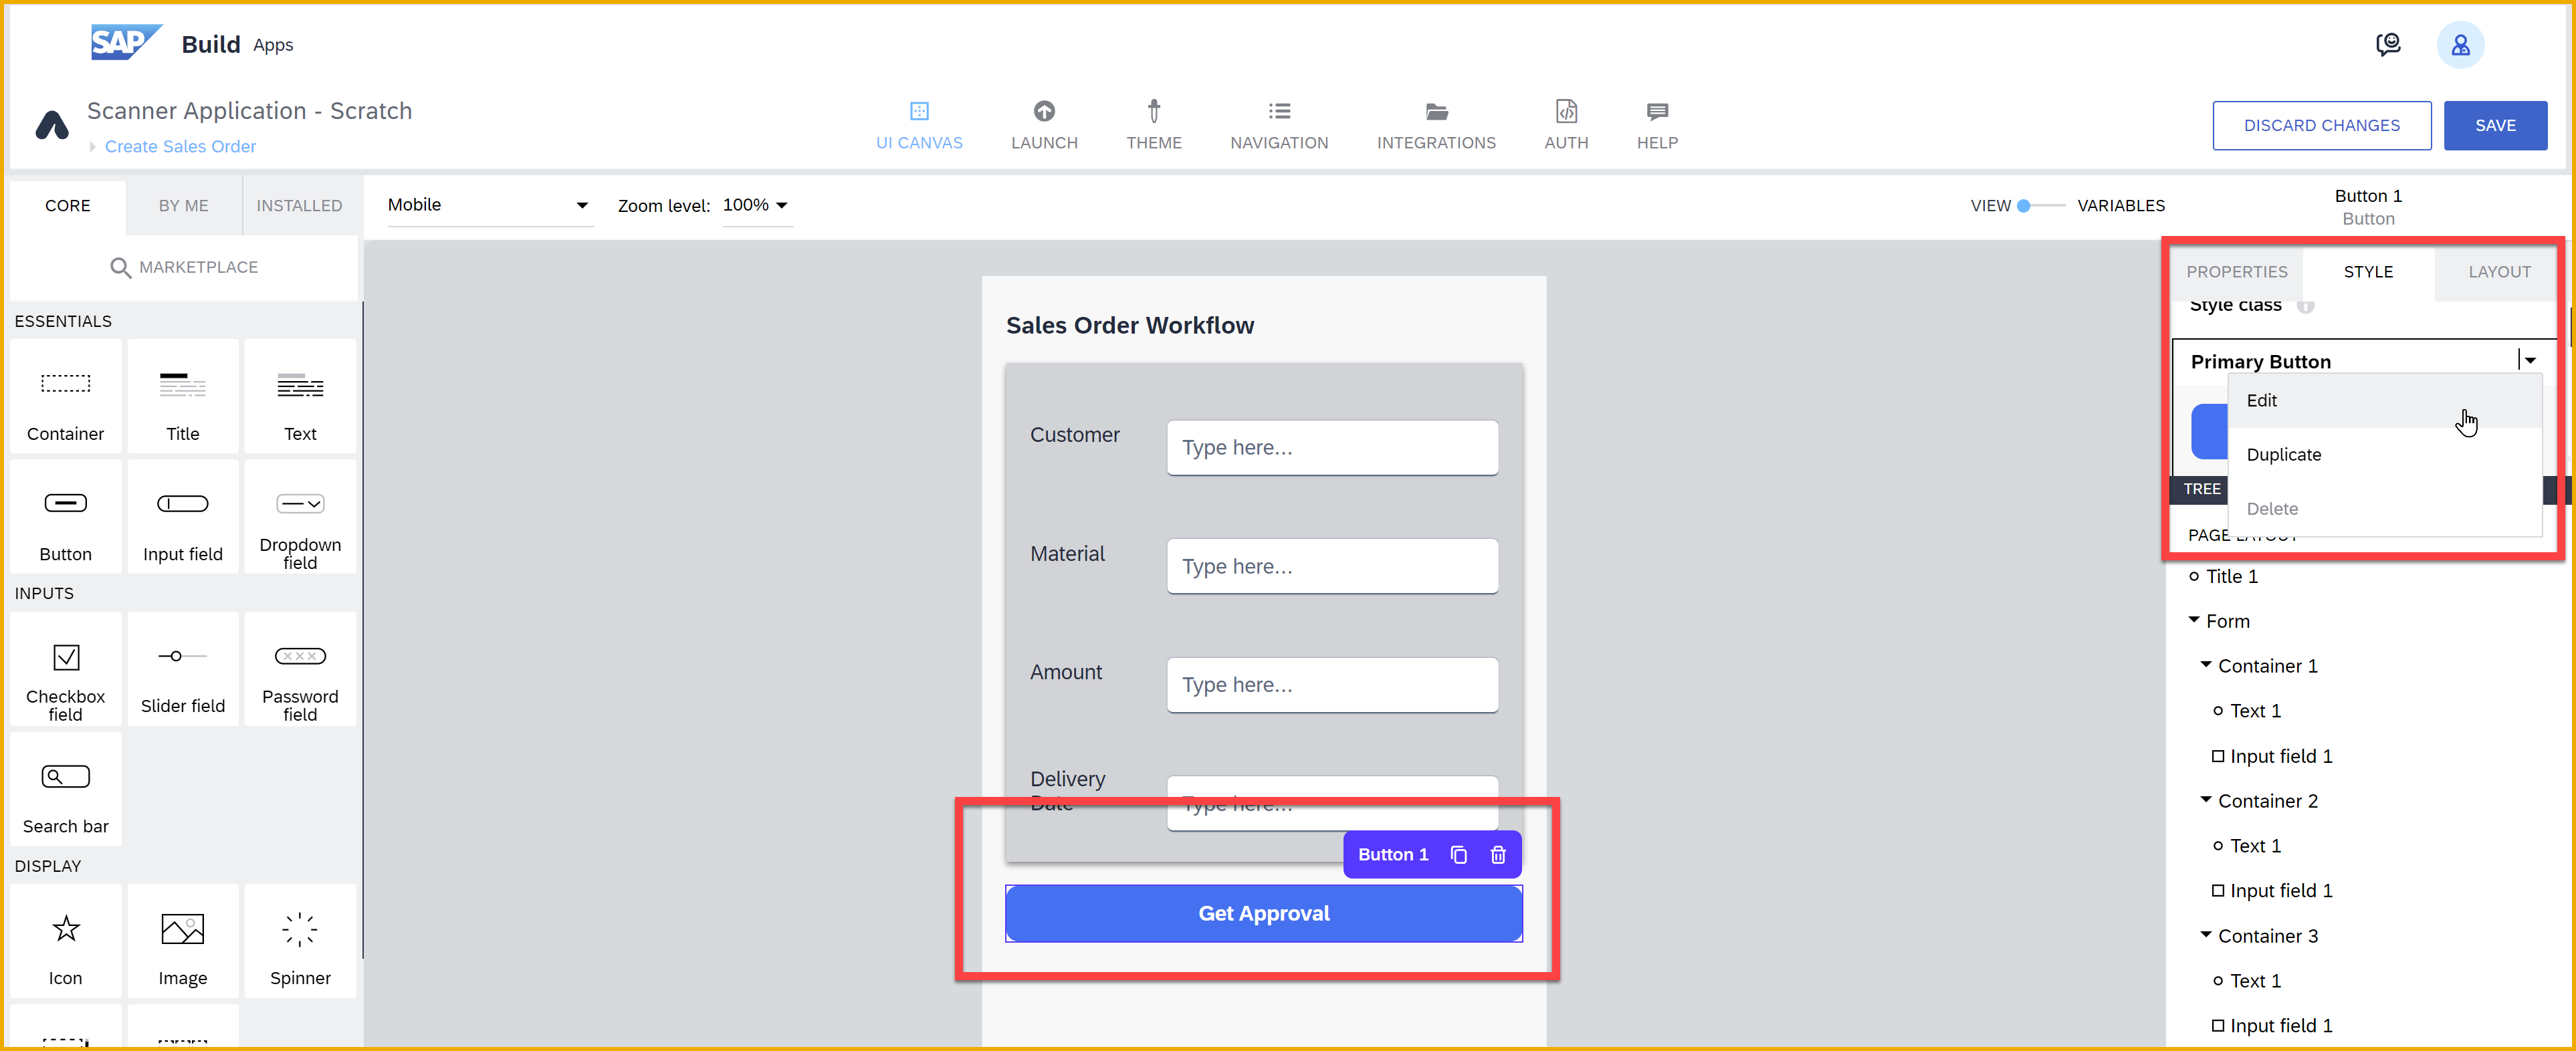 SAP Build Apps
Scanner Application - Scratch
Create Sales Order
UI CANVAS
LAUNCH
THEME
NAVIGATION
INTEGRATIONS
AUTH
HELP
DISCARD CHANGES
SAVE
CORE
BY ME
INSTALLED
Mobile
Zoom level: 100%
VIEW
VARIABLES
Button 1
Button
MARKETPLACE
ESSENTIALS
Container
Title
Text
Button
Input field
Dropdown
field
INPUTS
Checkbox
field
Slider field
Password
field
Search bar
DISPLAY
Icon
Image
Spinner
Sales Order Workflow
Customer
Type here...
Material
Type here...
Amount
Type here...
Delivery
Date
Type here...
Button 1
Get Approval
PROPERTIES
STYLE
LAYOUT
Style class
Primary Button
Edit
Duplicate
Delete
TREE
PAGE LAYOUT
Title 1
Form
Container 1
Text 1
Input field 1
Container 2
Text 1
Input field 1
Container 3
Text 1
Input field 1